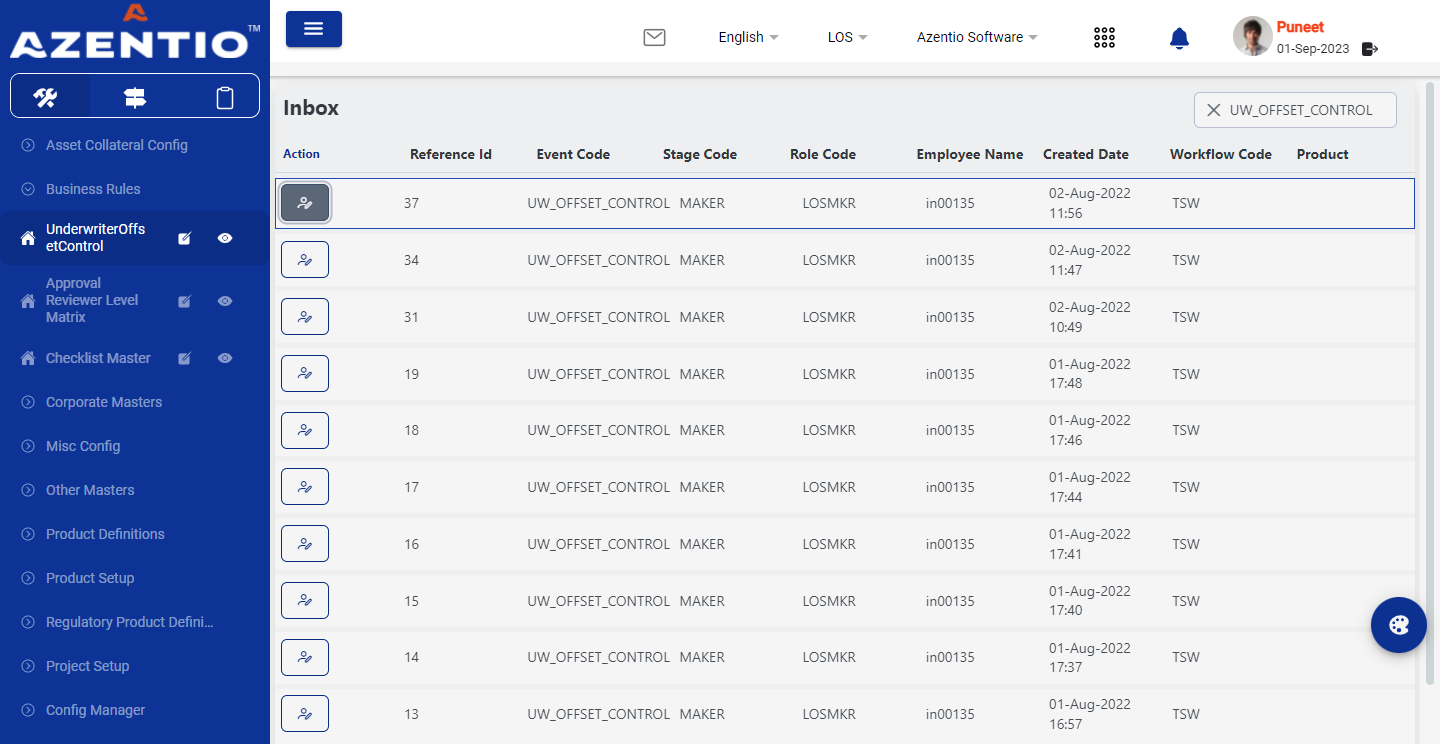 AZENTIO™
English
LOS
Azentio Software
Puneet
01-Sep-2023
Asset Collateral Config
Business Rules
UnderwriterOffs
etControl
Approval
Reviewer Level
Matrix
Checklist Master
Corporate Masters
Misc Config
Other Masters
Product Definitions
Product Setup
Regulatory Product Defini...
Project Setup
Config Manager
Inbox
UW_OFFSET_CONTROL
Action Reference Id Event Code Stage Code Role Code Employee Name Created Date Workflow Code Product
37 UW_OFFSET_CONTROL MAKER LOSMKR in00135 02-Aug-2022 TSW
11:56
34 UW_OFFSET_CONTROL MAKER LOSMKR in00135 02-Aug-2022 TSW
11:47
31 UW_OFFSET_CONTROL MAKER LOSMKR in00135 02-Aug-2022 TSW
10:49
19 UW_OFFSET_CONTROL MAKER LOSMKR in00135 01-Aug-2022 TSW
17:48
18 UW_OFFSET_CONTROL MAKER LOSMKR in00135 01-Aug-2022 TSW
17:46
17 UW_OFFSET_CONTROL MAKER LOSMKR in00135 01-Aug-2022 TSW
17:44
16 UW_OFFSET_CONTROL MAKER LOSMKR in00135 01-Aug-2022 TSW
17:41
15 UW_OFFSET_CONTROL MAKER LOSMKR in00135 01-Aug-2022 TSW
17:40
14 UW_OFFSET_CONTROL MAKER LOSMKR in00135 01-Aug-2022 TSW
17:37
13 UW_OFFSET_CONTROL MAKER LOSMKR in00135 01-Aug-2022 TSW
16:57